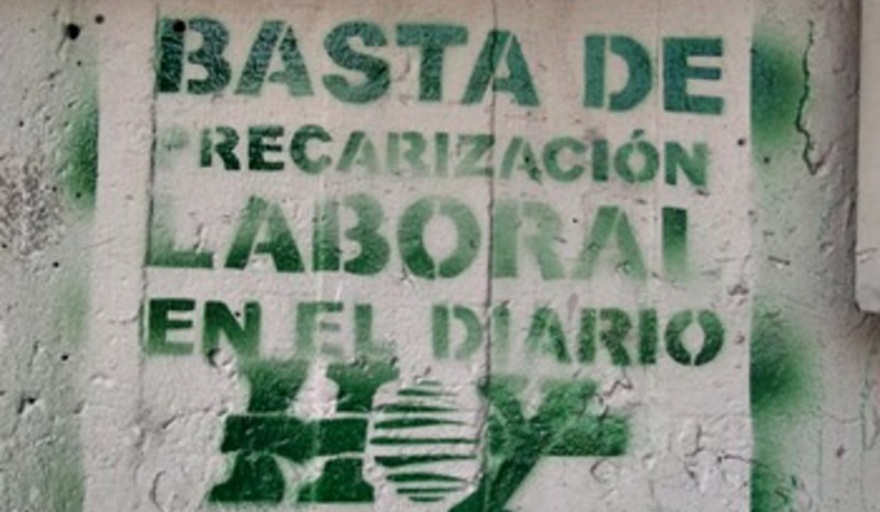 BASTA DE
PRECARIZACIÓN
LABORAL
EN EL DIARIO
HOY